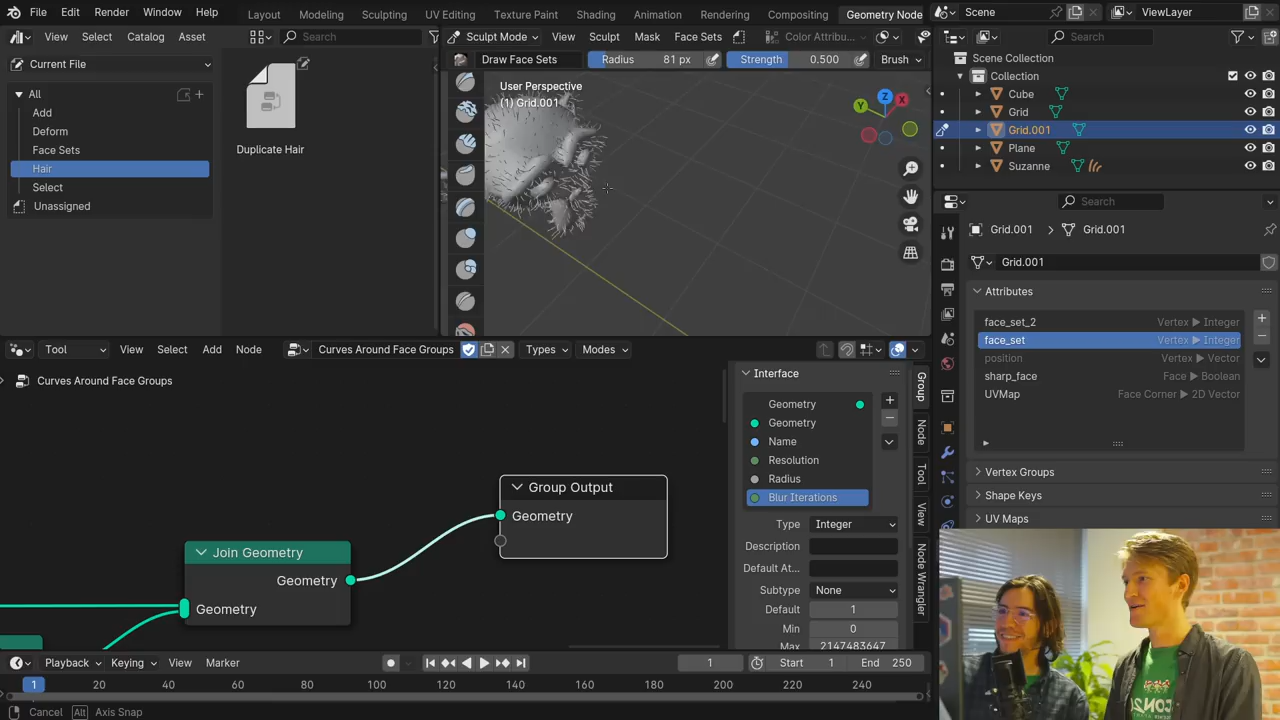 File Edit Render Window Help Layout Modeling Sculpting UV Editing Texture Paint Shading Animation Rendering Compositing Geometry Node
Scene
ViewLayer
View Select Catalog Asset
Search
Sculpt Mode View Sculpt Mask Face Sets
Color Attribu...
Search
Current File
Draw Face Sets
Radius 81 px
Strength 0.500
Brush
All
Add
Deform
Face Sets
Hair
Select
Unassigned
Duplicate Hair
User Perspective
(1) Grid.001
Z
Y
X
Scene Collection
Collection
Cube
Grid
Grid.001
Plane
Suzanne
Search
Grid.001 Grid.001
Grid.001
Attributes
face_set_2 Vertex ▶ Integer
face_set Vertex ▶ Integer
position Vertex ▶ Vector
sharp_face Face ▶ Boolean
UVMap Face Corner ▶ 2D Vector
Vertex Groups
Shape Keys
UV Maps
Tool View Select Add Node
Curves Around Face Groups
Types Modes
Curves Around Face Groups
Group Output
Geometry
Join Geometry
Geometry
Geometry
Interface
Geometry
Geometry
Name
Resolution
Radius
Blur Iterations
Type Integer
Description
Default At...
Subtype None
Default 1
Min 0
Max 2147483647
Group
Node
Tool
View
Node Wrangler
Playback Keying View Marker
1
Start 1
End 250
1 20 40 60 80 100 120 140 160 180 200 220 240
Cancel Alt Axis Snap